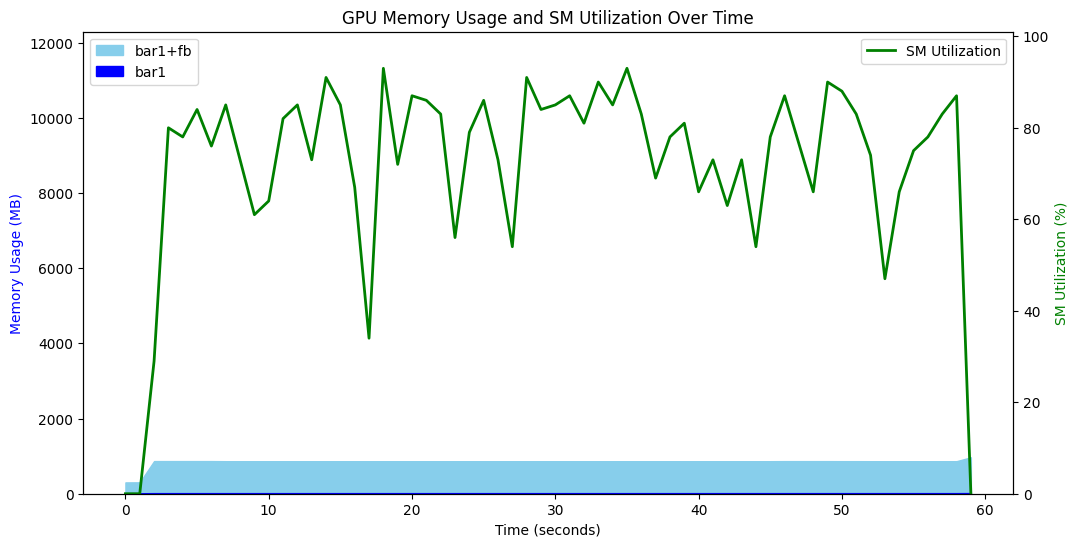 GPU Memory Usage and SM Utilization Over Time
bar1+fb
bar1
SM Utilization
12000
10000
8000
6000
4000
2000
0
Memory Usage (MB)
100
80
60
40
20
0
SM Utilization (%)
0 10 20 30 40 50 60
Time (seconds)